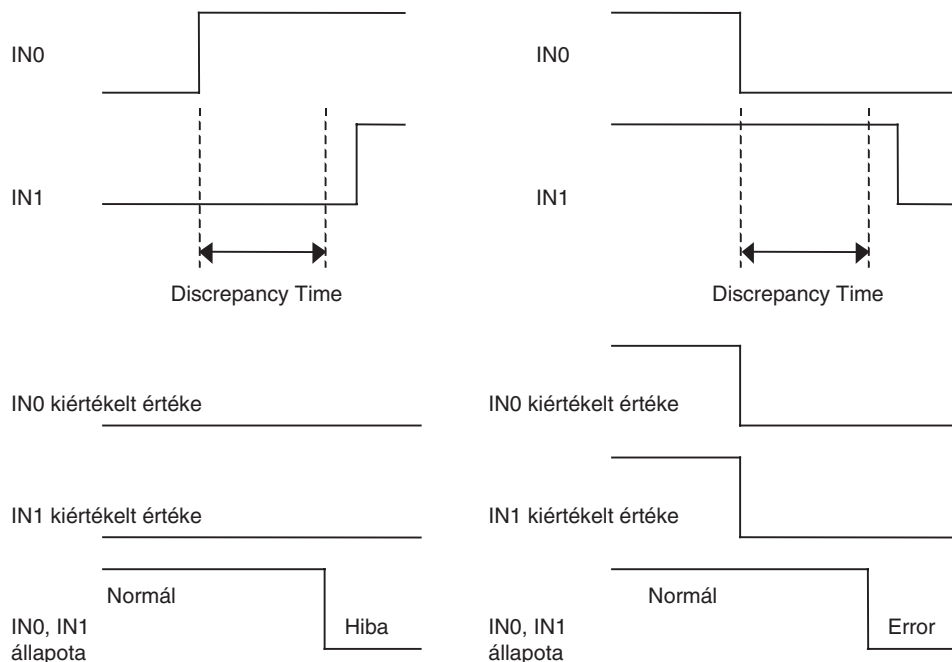 IN0
IN1
Discrepancy Time
IN0 kiértékelt értéke
IN1 kiértékelt értéke
Normál
IN0, IN1
állapota
Hiba
IN0
IN1
Discrepancy Time
IN0 kiértékelt értéke
IN1 kiértékelt értéke
Normál
IN0, IN1
állapota
Error